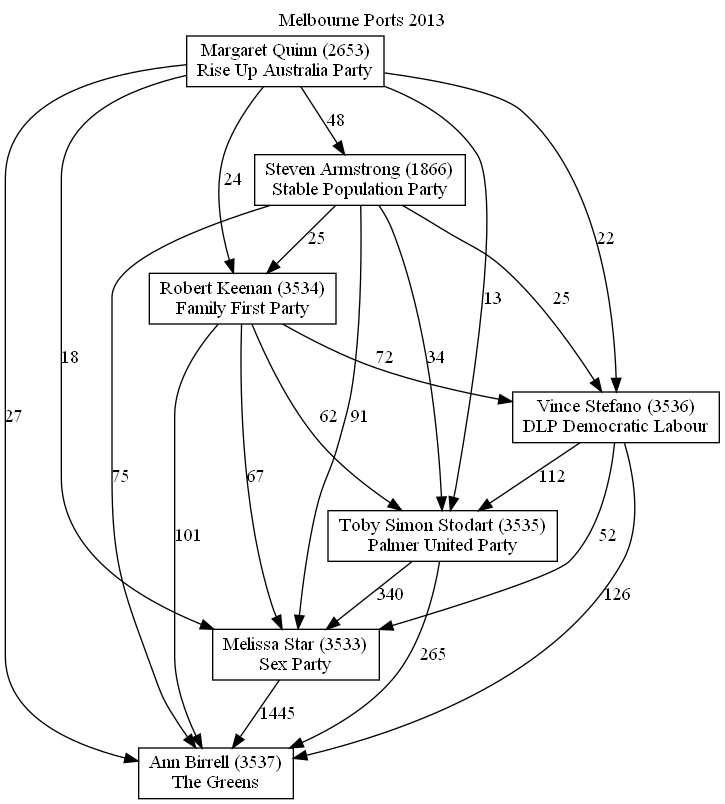 Melbourne Ports 2013
Margaret Quinn (2653)
Rise Up Australia Party
48
Steven Armstrong (1866)
Stable Population Party
24
25
22
Robert Keenan (3534)
Family First Party
13
25
18
72
34
27
62
91
Vince Stefano (3536)
DLP Democratic Labour
75
67
112
Toby Simon Stodart (3535)
Palmer United Party
101
52
340
126
Melissa Star (3533)
Sex Party
265
1445
Ann Birrell (3537)
The Greens